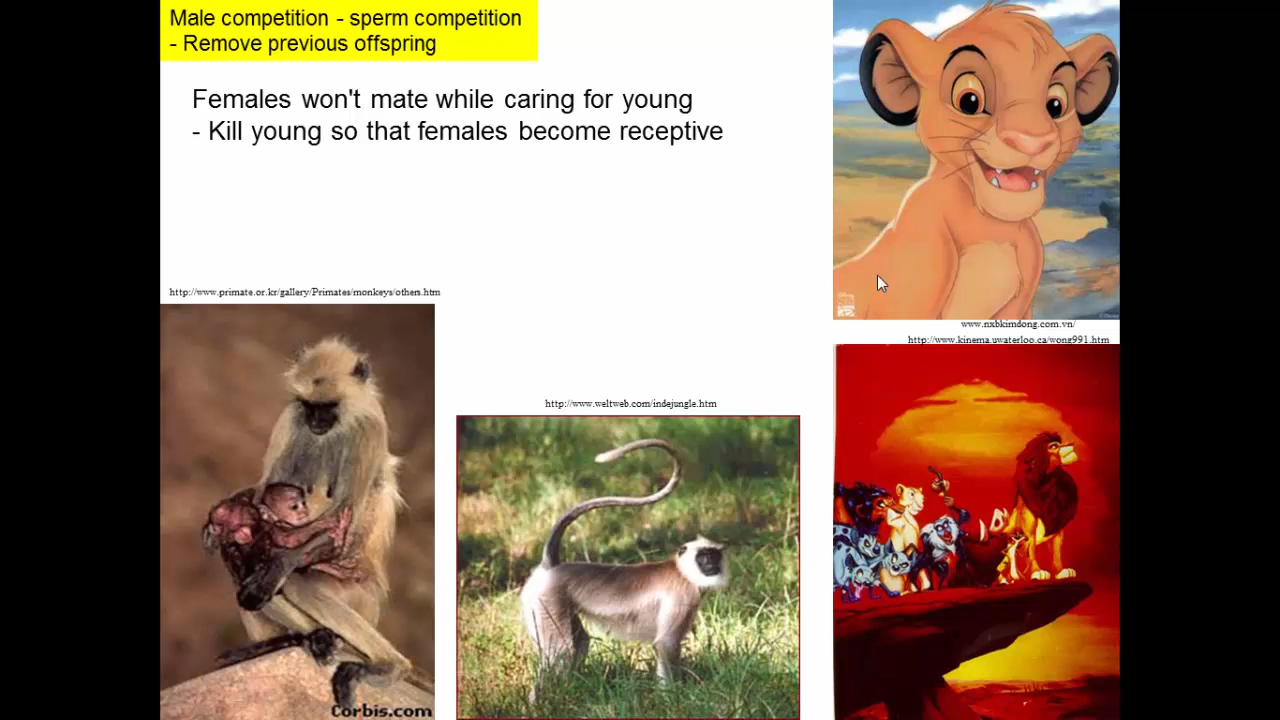 Male competition - sperm competition
- Remove previous offspring
Females won't mate while caring for young
- Kill young so that females become receptive
http://www.primate.or.kr/gallery/Primates/monkeys/others.htm
www.nxbkimdong.com.vn/
http://www.kinema.uwaterloo.ca/wong991.htm
http://www.weltweb.com/indejungle.htm
Corbis.com